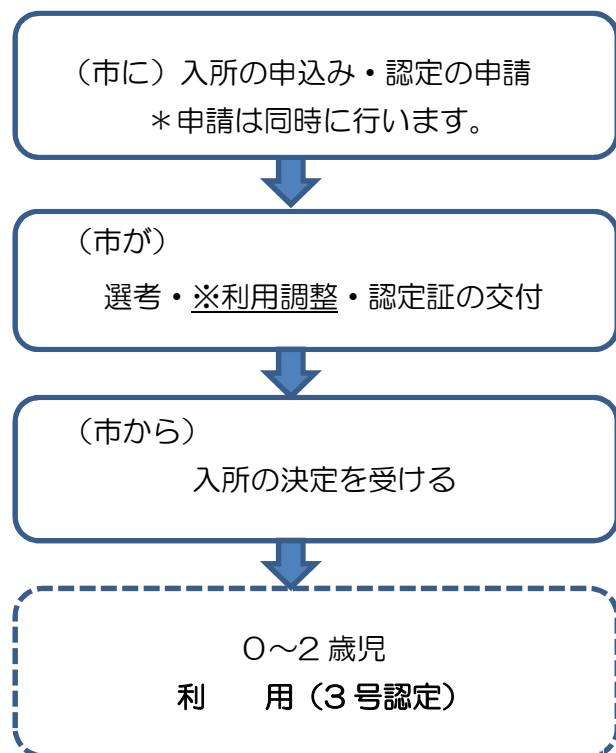 （市に）入所の申込み・認定の申請
＊申請は同時に行います。
（市が）
選考・※利用調整・認定証の交付
（市から）
入所の決定を受ける
０～２歳児
利　　用（３号認定）